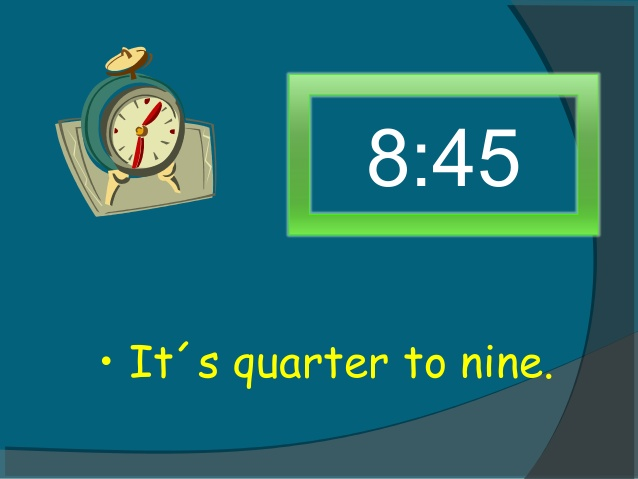 8:45
• It´s quarter to nine.